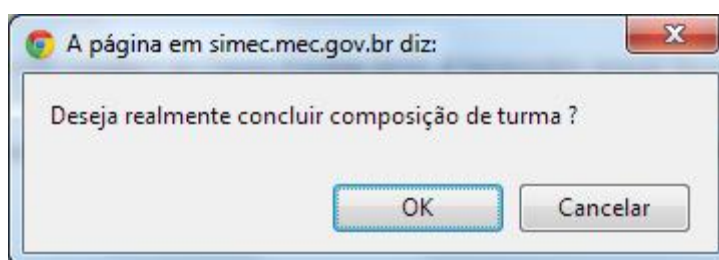 A página em simec.mec.gov.br diz:
Deseja realmente concluir composição de turma ?
OK Cancelar